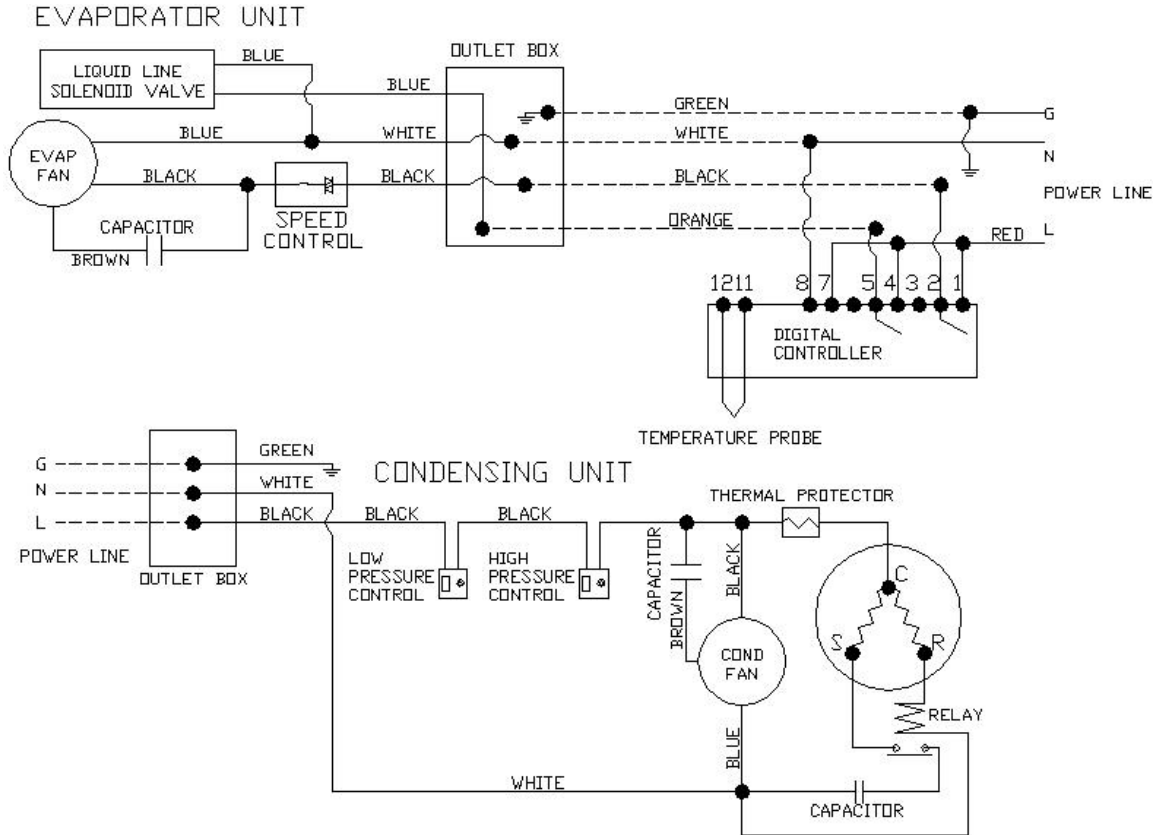 EVAPORATOR UNIT
OUTLET BOX
BLUE
LIQUID LINE
SOLENOID VALVE
BLUE
GREEN
G
BLUE
WHITE
WHITE
N
EVAP
FAN
BLACK
BLACK
BLACK
POWER LINE
CAPACITOR
SPEED
CONTROL
ORANGE
RED
L
BROWN
12 11 8 7 5 4 3 2 1
DIGITAL
CONTROLLER
TEMPERATURE PROBE
CONDENSING UNIT
G
GREEN
N
WHITE
L
BLACK
BLACK
BLACK
THERMAL PROTECTOR
POWER LINE
OUTLET BOX
LOW
PRESSURE
CONTROL
HIGH
PRESSURE
CONTROL
CAPACITOR
BROWN
BLACK
COND
FAN
C
S
R
RELAY
BLUE
WHITE
CAPACITOR